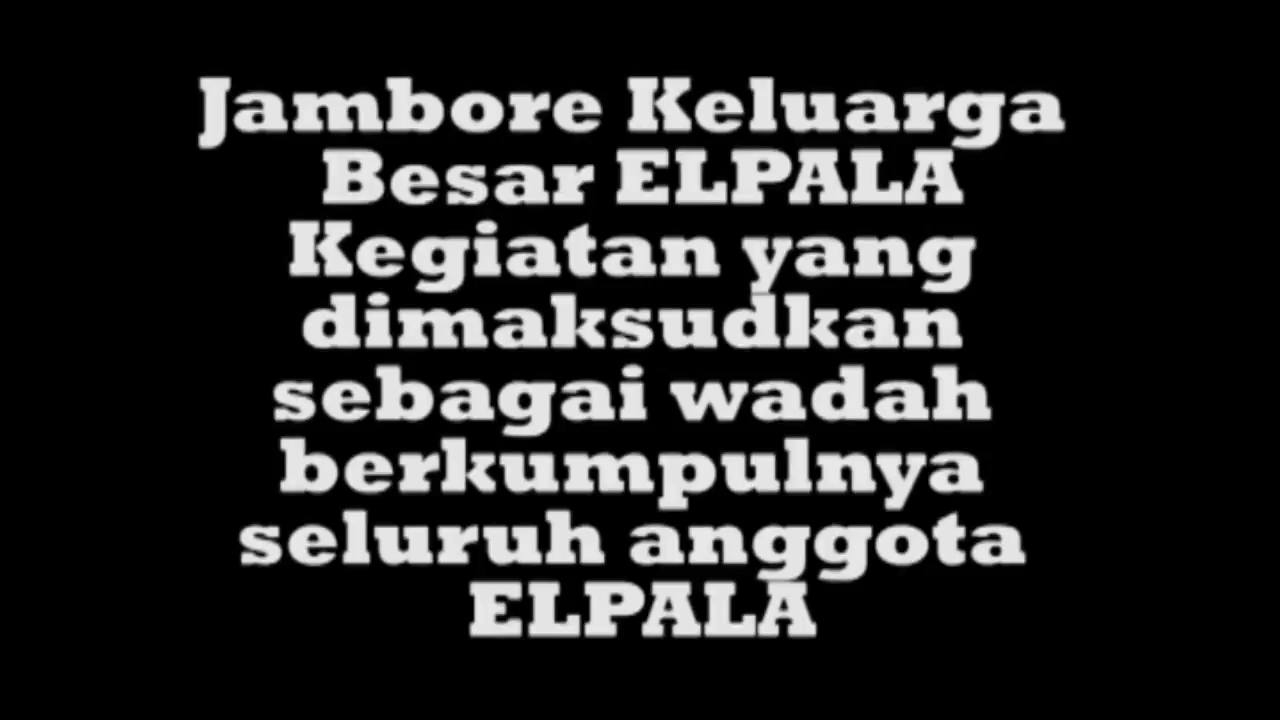 Jambore Keluarga
Besar ELPALA
Kegiatan yang
dimaksudkan
sebagai wadah
berkumpulnya
seluruh anggota
ELPALA